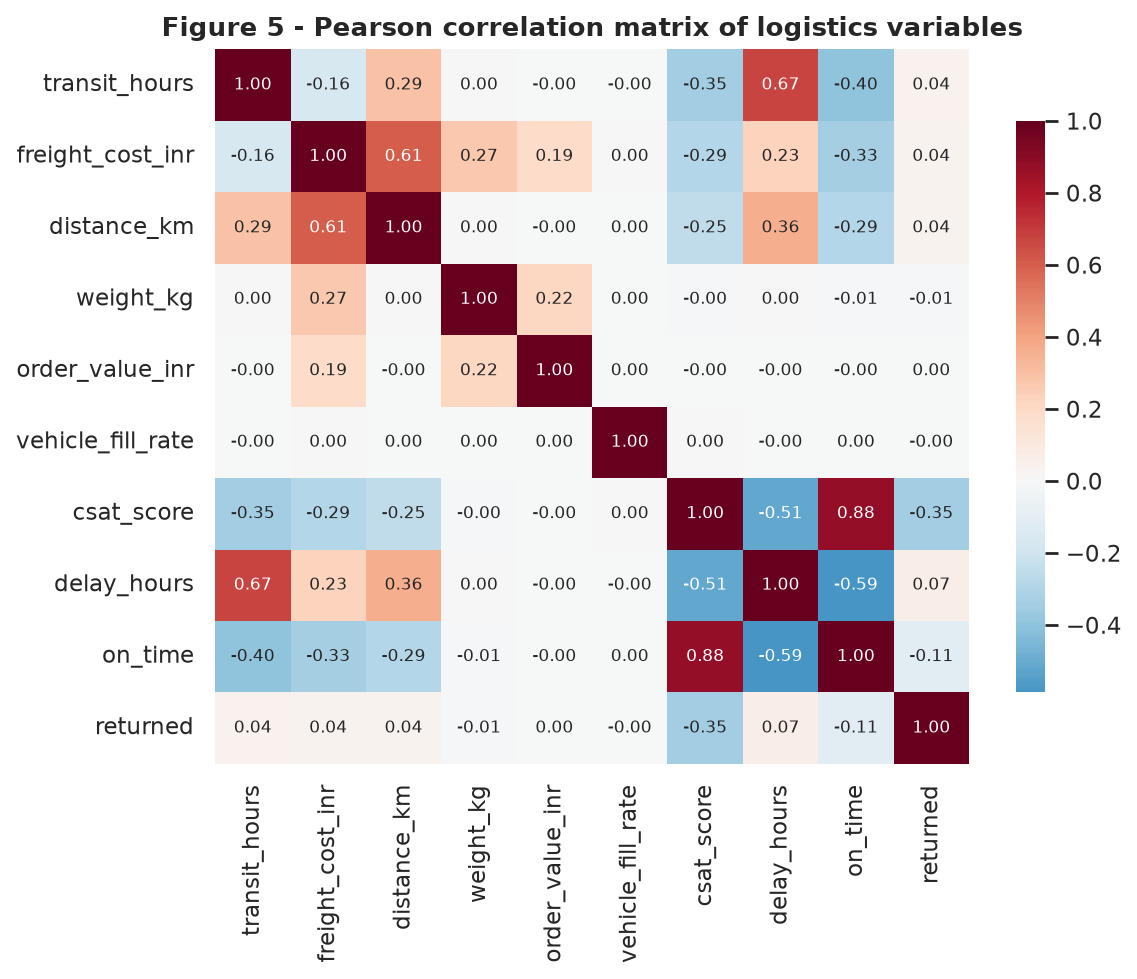 Figure 5 - Pearson correlation matrix of logistics variables
transit_hours 1.00 -0.16 0.29 0.00 -0.00 -0.00 -0.35 0.67 -0.40 0.04
freight_cost_inr -0.16 1.00 0.61 0.27 0.19 0.00 -0.29 0.23 -0.33 0.04
distance_km 0.29 0.61 1.00 0.00 -0.00 0.00 -0.25 0.36 -0.29 0.04
weight_kg 0.00 0.27 0.00 1.00 0.22 0.00 -0.00 0.00 -0.01 -0.01
order_value_inr -0.00 0.19 -0.00 0.22 1.00 0.00 -0.00 -0.00 -0.00 0.00
vehicle_fill_rate -0.00 0.00 0.00 0.00 0.00 1.00 0.00 -0.00 0.00 -0.00
csat_score -0.35 -0.29 -0.25 -0.00 -0.00 0.00 1.00 -0.51 0.88 -0.35
delay_hours 0.67 0.23 0.36 0.00 -0.00 -0.00 -0.51 1.00 -0.59 0.07
on_time -0.40 -0.33 -0.29 -0.01 -0.00 0.00 0.88 -0.59 1.00 -0.11
returned 0.04 0.04 0.04 -0.01 0.00 -0.00 -0.35 0.07 -0.11 1.00
transit_hours
freight_cost_inr
distance_km
weight_kg
order_value_inr
vehicle_fill_rate
csat_score
delay_hours
on_time
returned
1.0
0.8
0.6
0.4
0.2
0.0
−0.2
−0.4